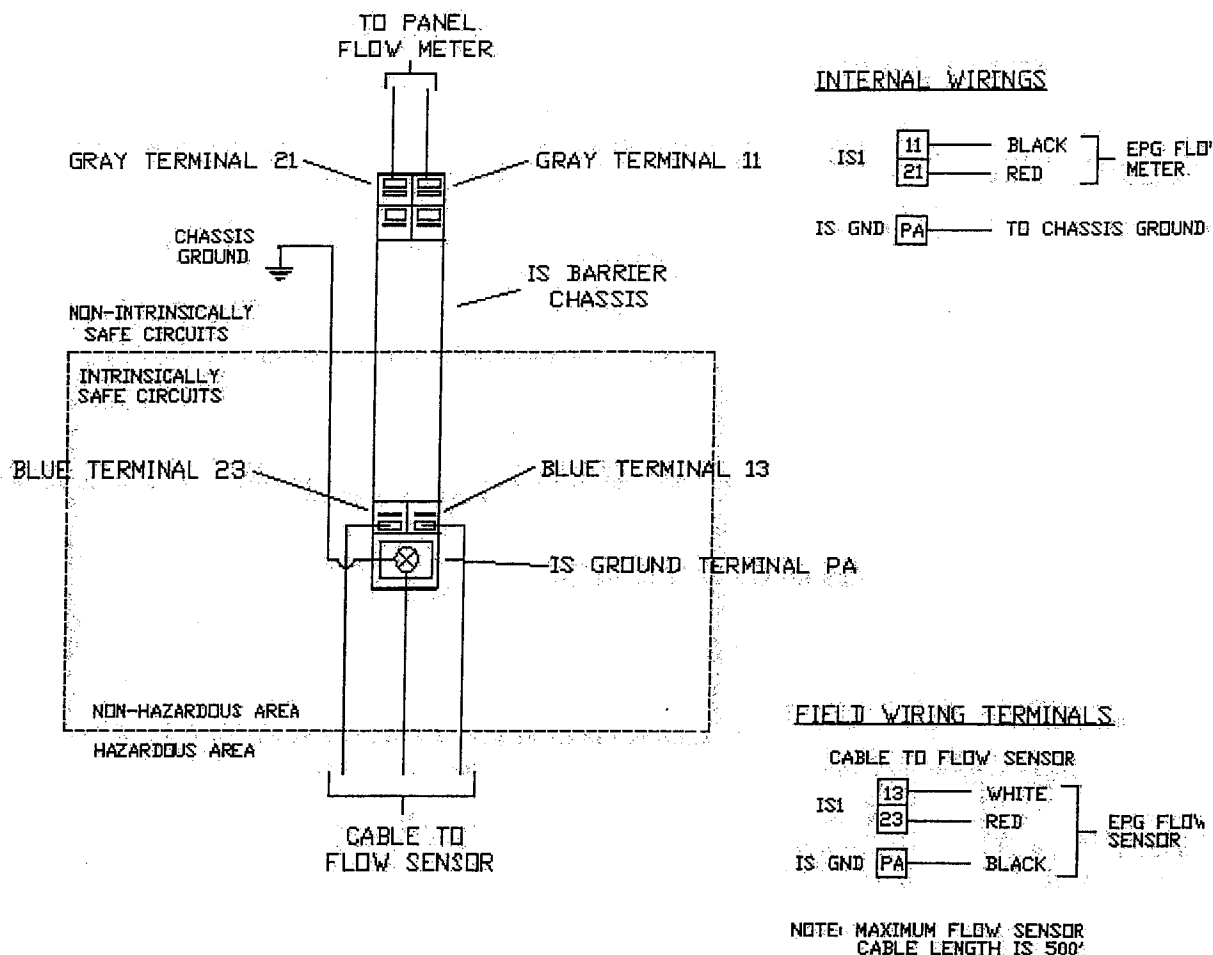 TO PANEL
FLOW METER
GRAY TERMINAL 21
GRAY TERMINAL 11
CHASSIS
GROUND
IS BARRIER
CHASSIS
NON-INTRINSICALLY
SAFE CIRCUITS
INTRINSICALLY
SAFE CIRCUITS
BLUE TERMINAL 23
BLUE TERMINAL 13
IS GROUND TERMINAL PA
NON-HAZARDOUS AREA
HAZARDOUS AREA
CABLE TO
FLOW SENSOR
INTERNAL WIRINGS
IS1
11 BLACK
21 RED
EPG FLO
METER
IS GND PA TO CHASSIS GROUND
FIELD WIRING TERMINALS
CABLE TO FLOW SENSOR
IS1
13 WHITE
23 RED
IS GND PA BLACK
EPG FLOW
SENSOR
NOTE: MAXIMUM FLOW SENSOR
CABLE LENGTH IS 500'